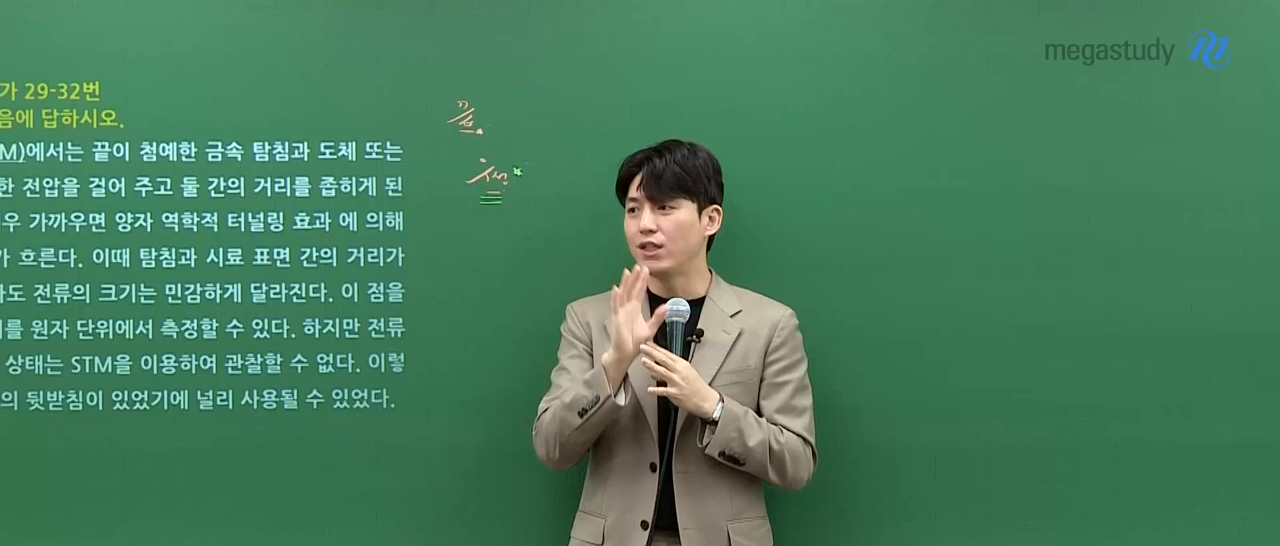 megastudy
가 29-32번
음에 답하시오.
M)에서는 끝이 첨예한 금속 탐침과 도체 또는
한 전압을 걸어 주고 둘 간의 거리를 좁히게 된
우 가까우면 양자 역학적 터널링 효과 에 의해
가 흐른다. 이때 탐침과 시료 표면 간의 거리가
라도 전류의 크기는 민감하게 달라진다. 이 점을
이를 원자 단위에서 측정할 수 있다. 하지만 전류
상태는 STM을 이용하여 관찰할 수 없다. 이렇
의 뒷받침이 있었기에 널리 사용될 수 있었다.